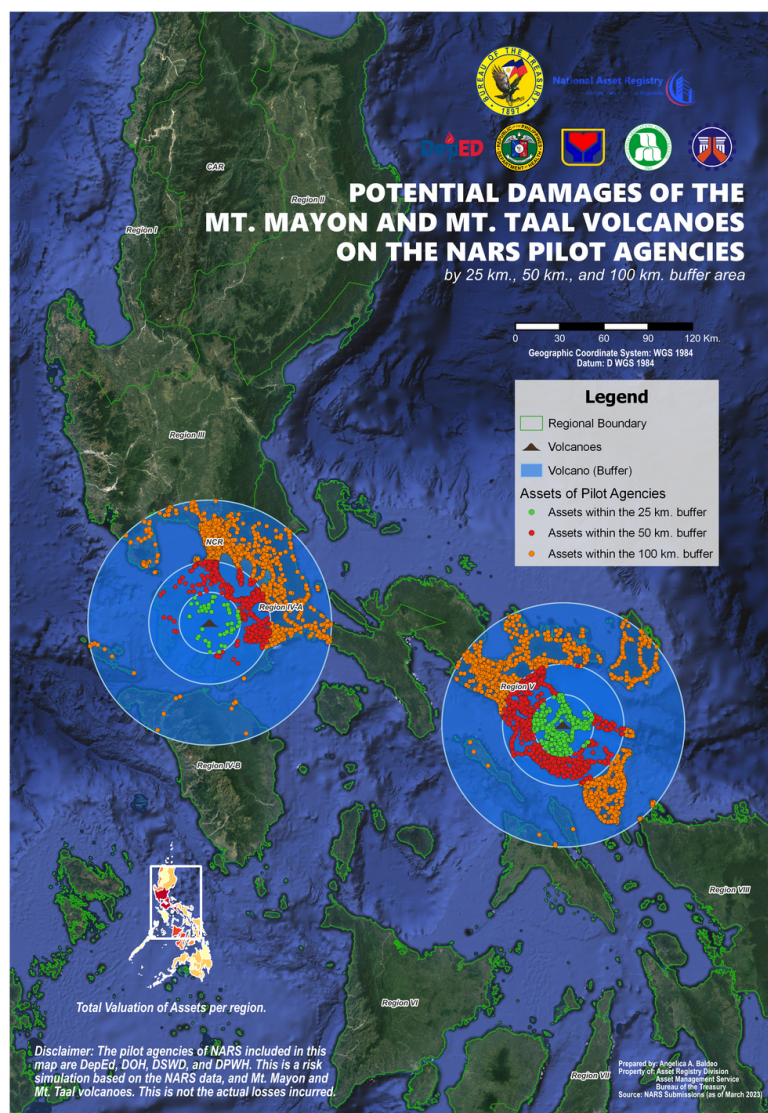 BUREAU OF THE TREASURY
1897
National Asset Registry
DepED
CAR
Region II
Region I
POTENTIAL DAMAGES OF THE
MT. MAYON AND MT. TAAL VOLCANOES
ON THE NARS PILOT AGENCIES
by 25 km., 50 km., and 100 km. buffer area
0 30 60 90 120 Km.
Geographic Coordinate System: WGS 1984
Datum: D WGS 1984
Legend
Regional Boundary
Volcanoes
Volcano (Buffer)
Assets of Pilot Agencies
Assets within the 25 km. buffer
Assets within the 50 km. buffer
Assets within the 100 km. buffer
Region III
NCR
Region IV-A
Region V
Region IV-B
Region VIII
Region VI
Region VII
Total Valuation of Assets per region.
Disclaimer: The pilot agencies of NARS included in this
map are DepEd, DOH, DSWD, and DPWH. This is a risk
simulation based on the NARS data, and Mt. Mayon and
Mt. Taal volcanoes. This is not the actual losses incurred.
Prepared by: Angelica A. Baldeo
Property of: Asset Registry Division
Asset Management Service
Bureau of the Treasury
Source: NARS Submissions (as of March 2023)